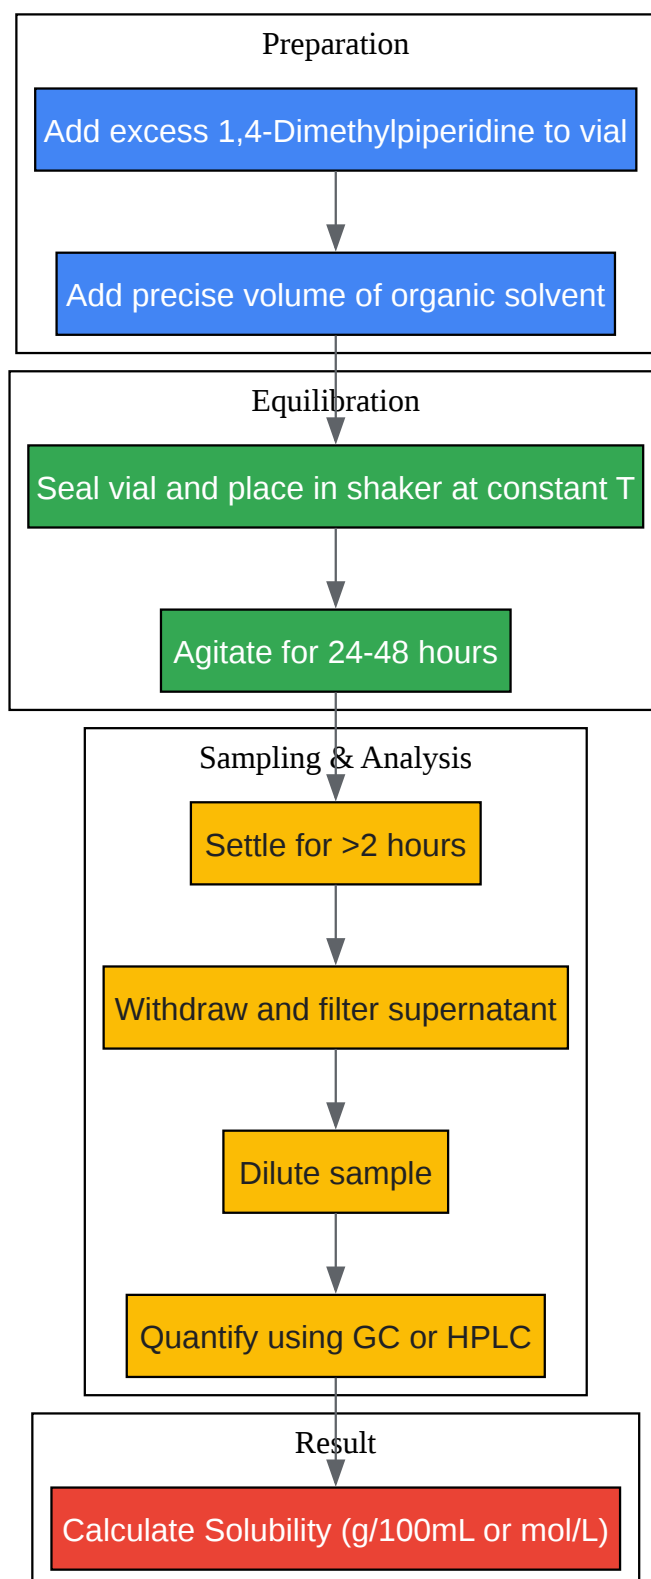 Preparation
Add excess 1,4-Dimethylpiperidine to vial
Add precise volume of organic solvent
Equilibration
Seal vial and place in shaker at constant T
Agitate for 24-48 hours
Sampling & Analysis
Settle for >2 hours
Withdraw and filter supernatant
Dilute sample
Quantify using GC or HPLC
Result
Calculate Solubility (g/100mL or mol/L)